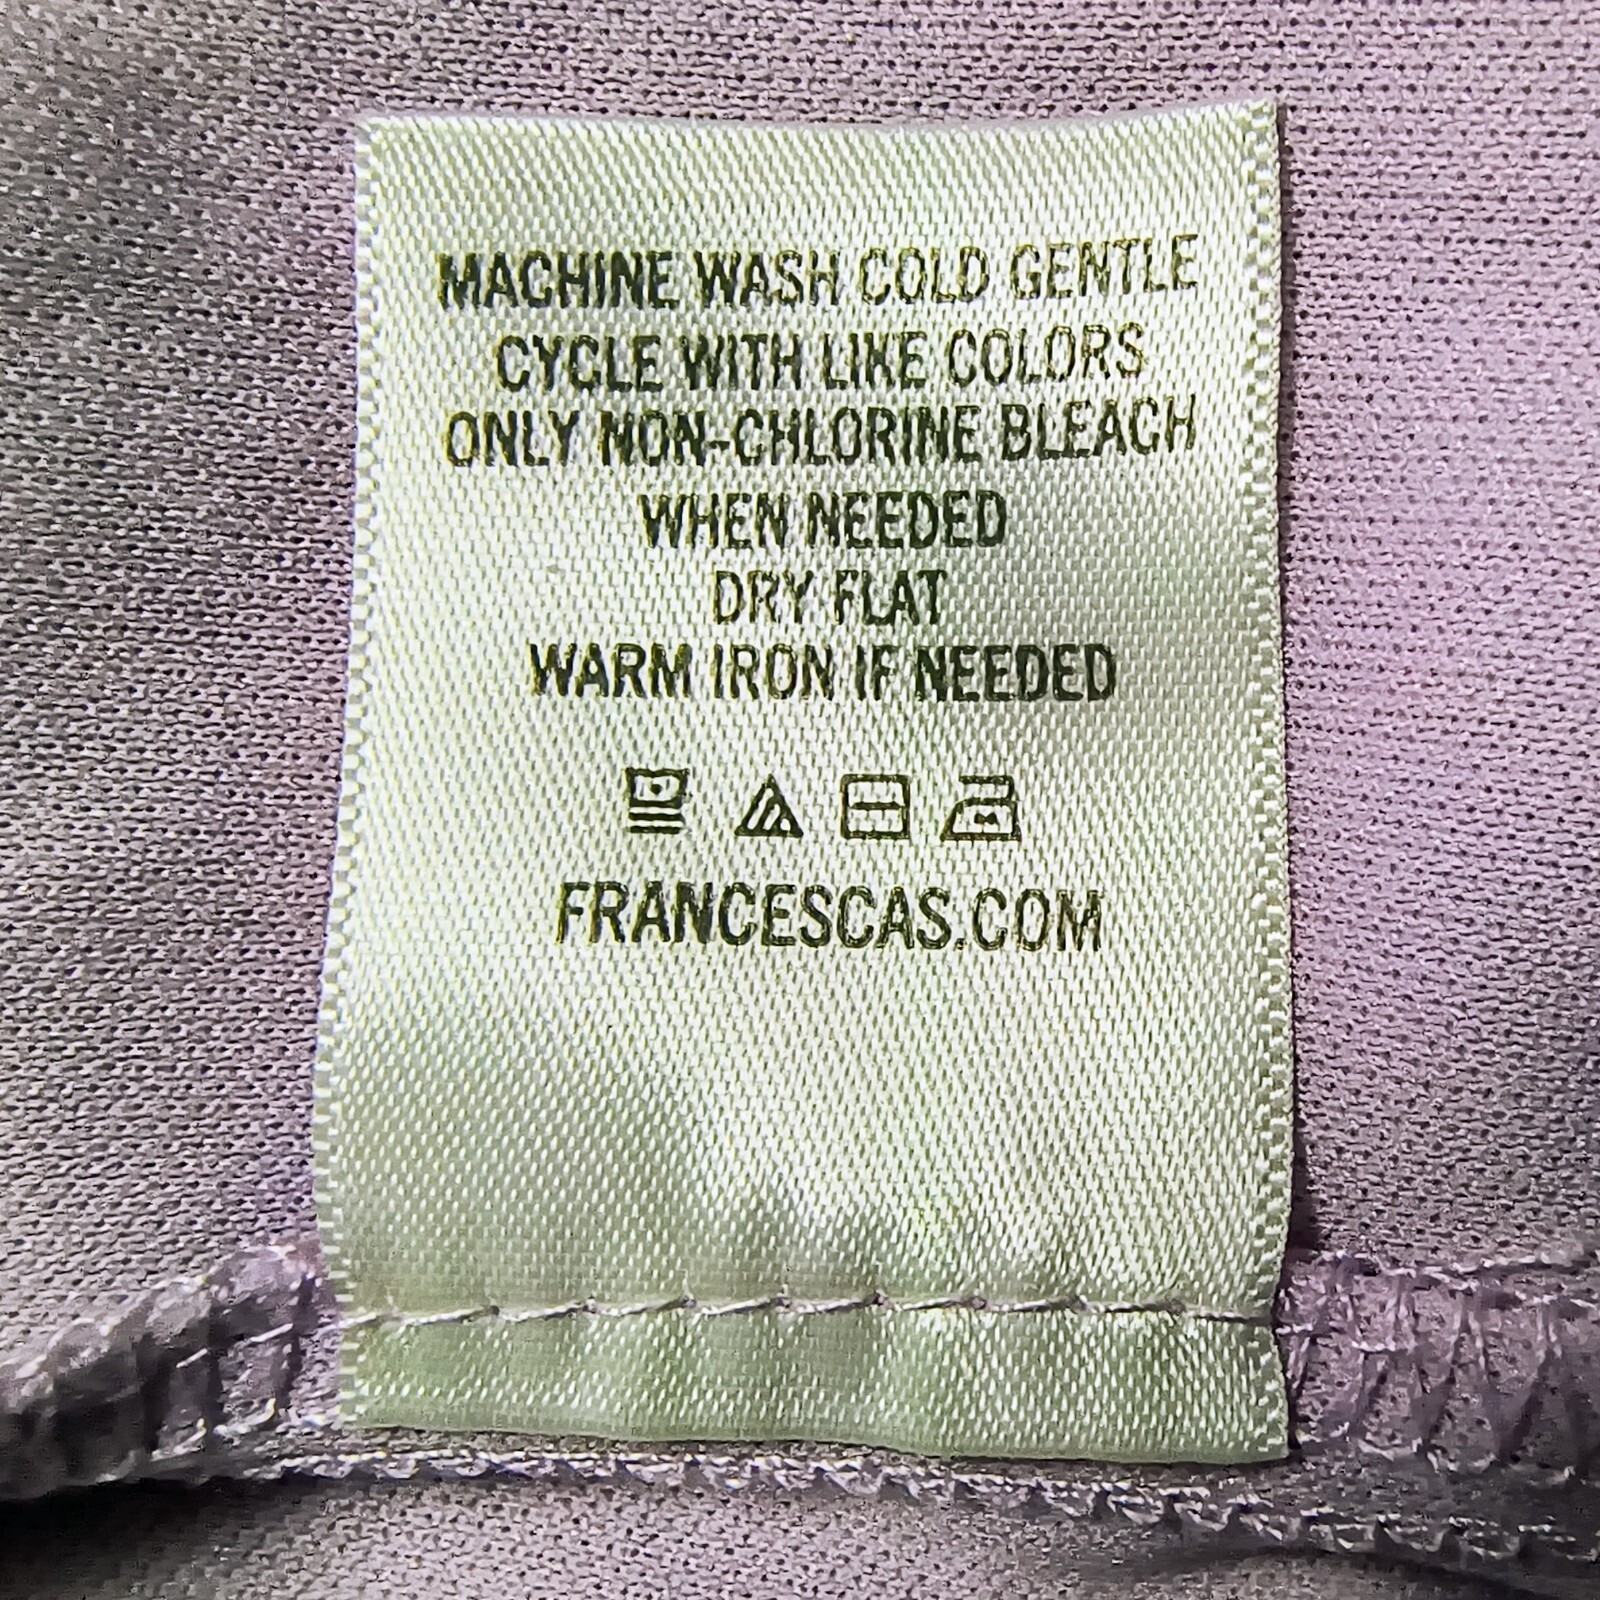 MACHINE WASH COLD GENTLE
CYCLE WITH LIKE COLORS
ONLY NON-CHLORINE BLEACH
WHEN NEEDED
DRY FLAT
WARM IRON IF NEEDED
FRANCESCAS.COM